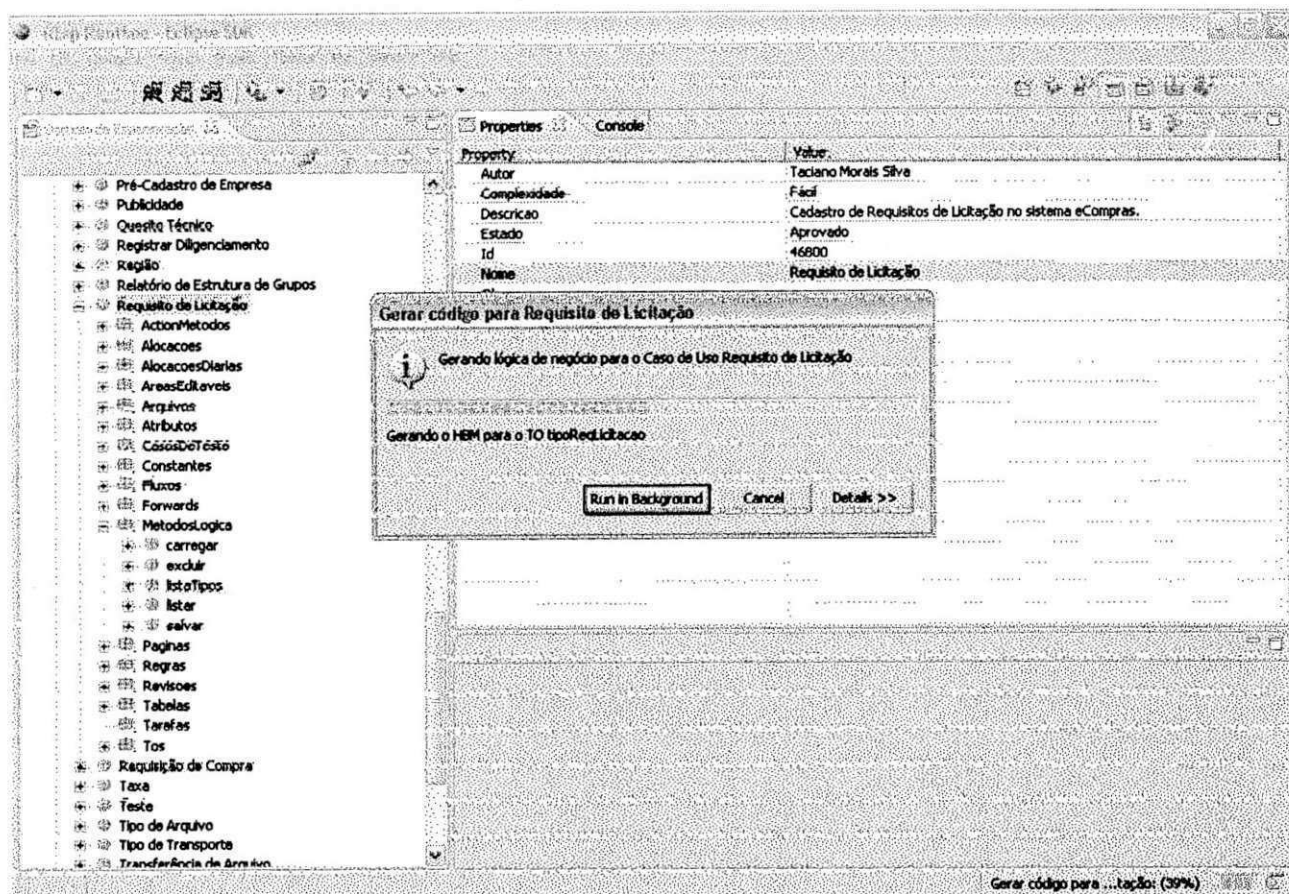 Eclipse SDK
Properties
Console
Property
Value
Autor
Taciano Morais Silva
Complexidade
Fácil
Descricao
Cadastro de Requisitos de Licitação no sistema eCompras.
Estado
Aprovado
Id
46800
Nome
Requisito de Licitação
Pré-Cadastro de Empresa
Publicidade
Quesito Técnico
Registrar Diligenciamento
Região
Relatório de Estrutura de Grupos
Requisito de Licitação
ActionMetodos
Alocacoes
AlocacoesDiarias
AreasEditaveis
Arquivos
Atributos
CasosDeTeste
Constantes
Fluxos
Forwards
MetodosLogica
carregar
excluir
listaTipos
listar
salvar
Paginas
Regras
Revisoes
Tabelas
Tarefas
Tos
Requisição de Compra
Taxa
Teste
Tipo de Arquivo
Tipo de Transporte
Transferência de Arquivo
Gerar código para Requisito de Licitação
Gerando lógica de negócio para o Caso de Uso Requisito de Licitação
Gerando o HBM para o TO tipoReqLicitacao
Run in Background
Cancel
Details >>
Gerar código para ...tação: (39%)